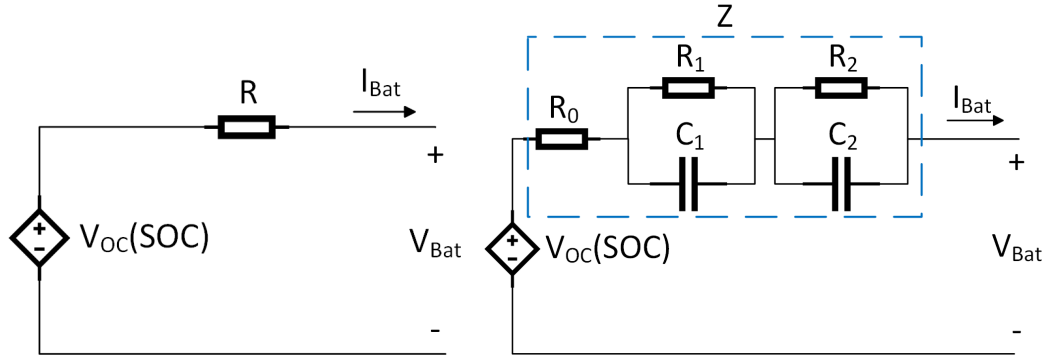 R
I_Bat
V_OC(SOC)
+
-
+
V_Bat
-
Z
R_0
R_1
C_1
R_2
C_2
I_Bat
V_OC(SOC)
+
-
+
V_Bat
-